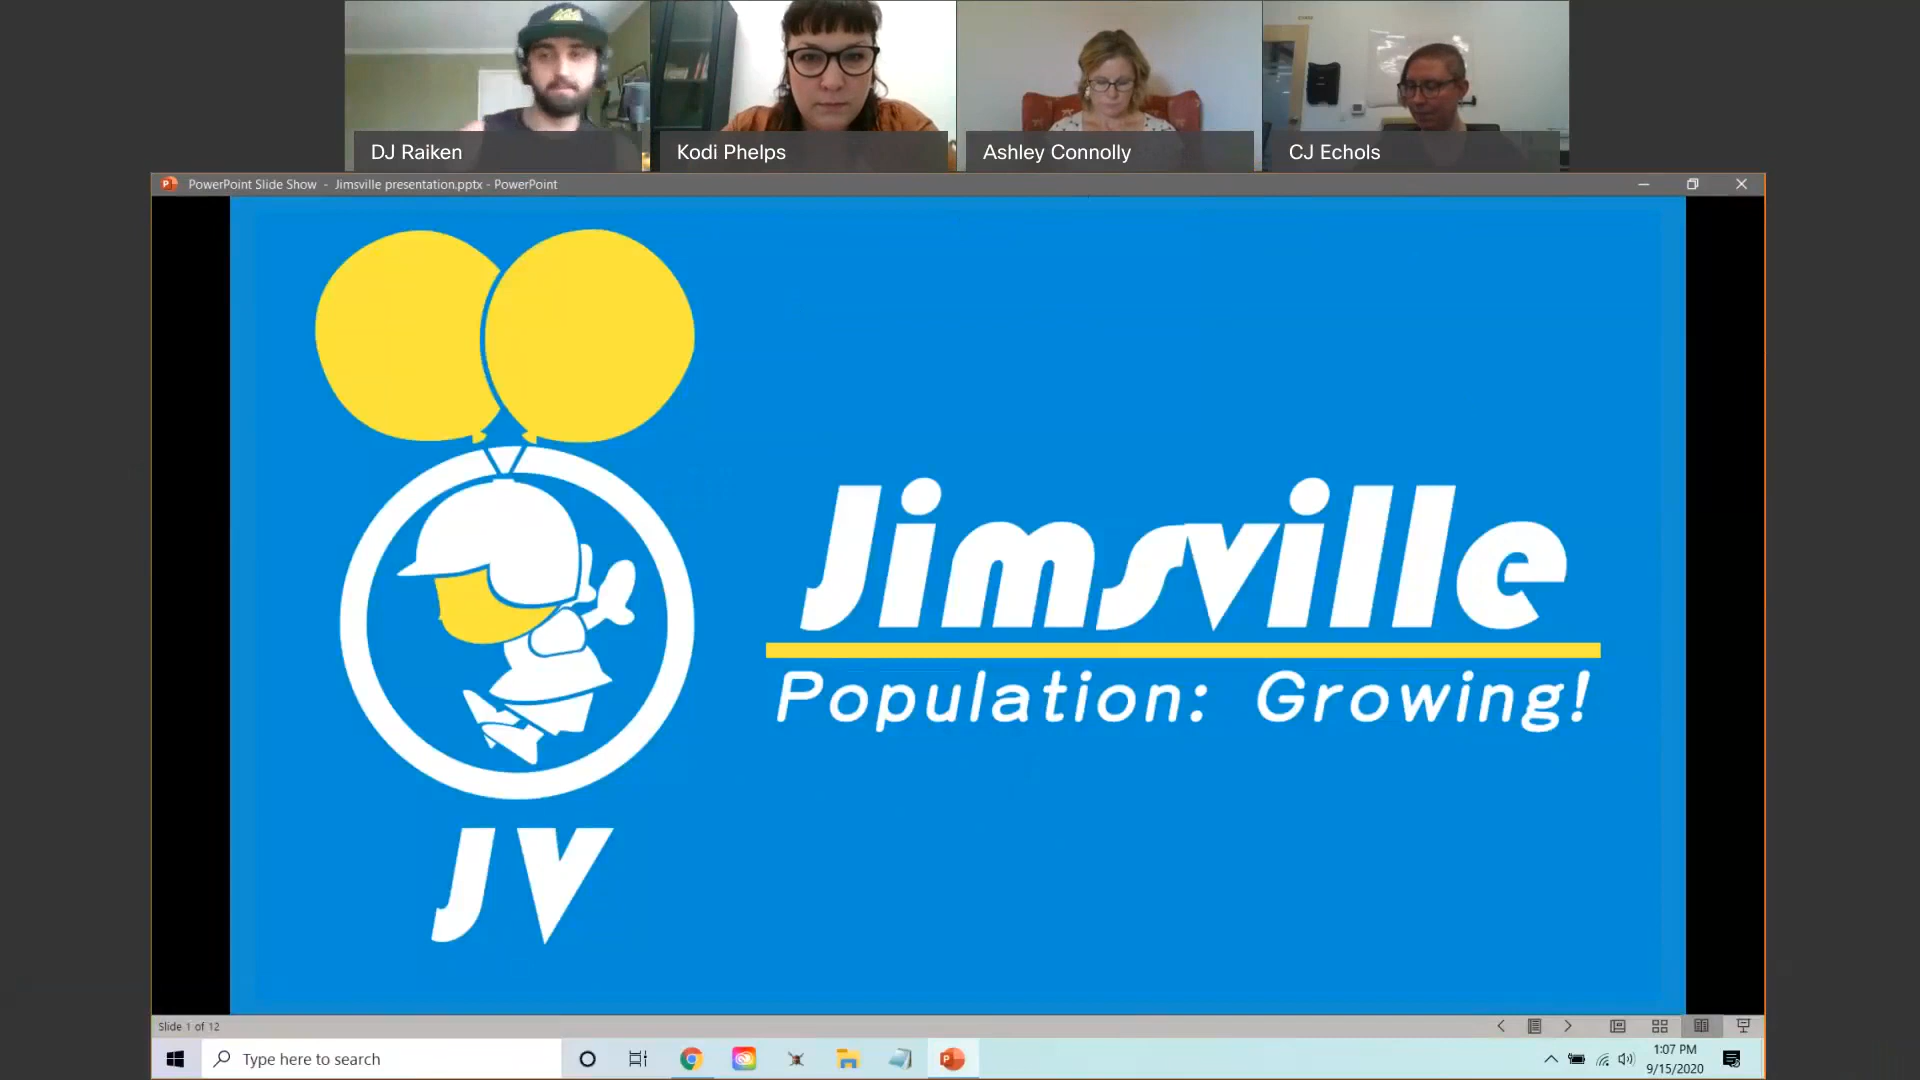 DJ Raiken
Kodi Phelps
Ashley Connolly
CJ Echols
PowerPoint Slide Show - Jimsville presentation.pptx - PowerPoint
Jimsville
Population: Growing!
JV
Slide 1 of 12
Type here to search
1:07 PM
9/15/2020